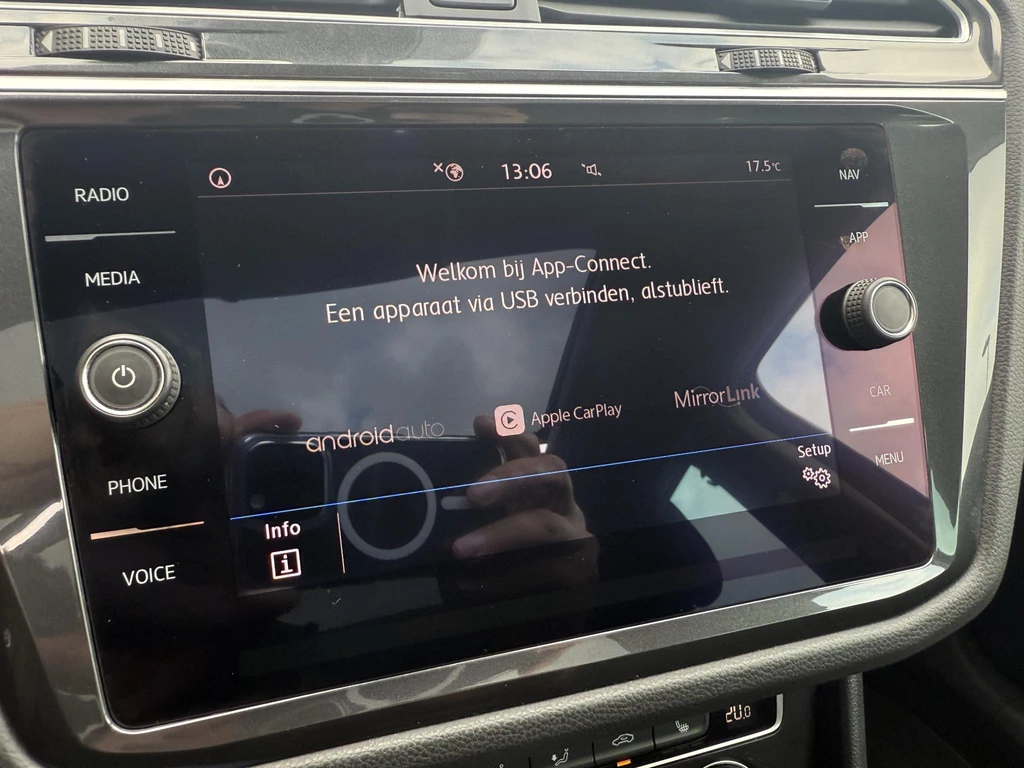 13:06
17.5°C
NAV
RADIO
APP
MEDIA
Welkom bij App-Connect.
Een apparaat via USB verbinden, alstublieft.
androidauto
Apple CarPlay
MirrorLink
CAR
Setup
MENU
PHONE
Info
i
VOICE
20.0